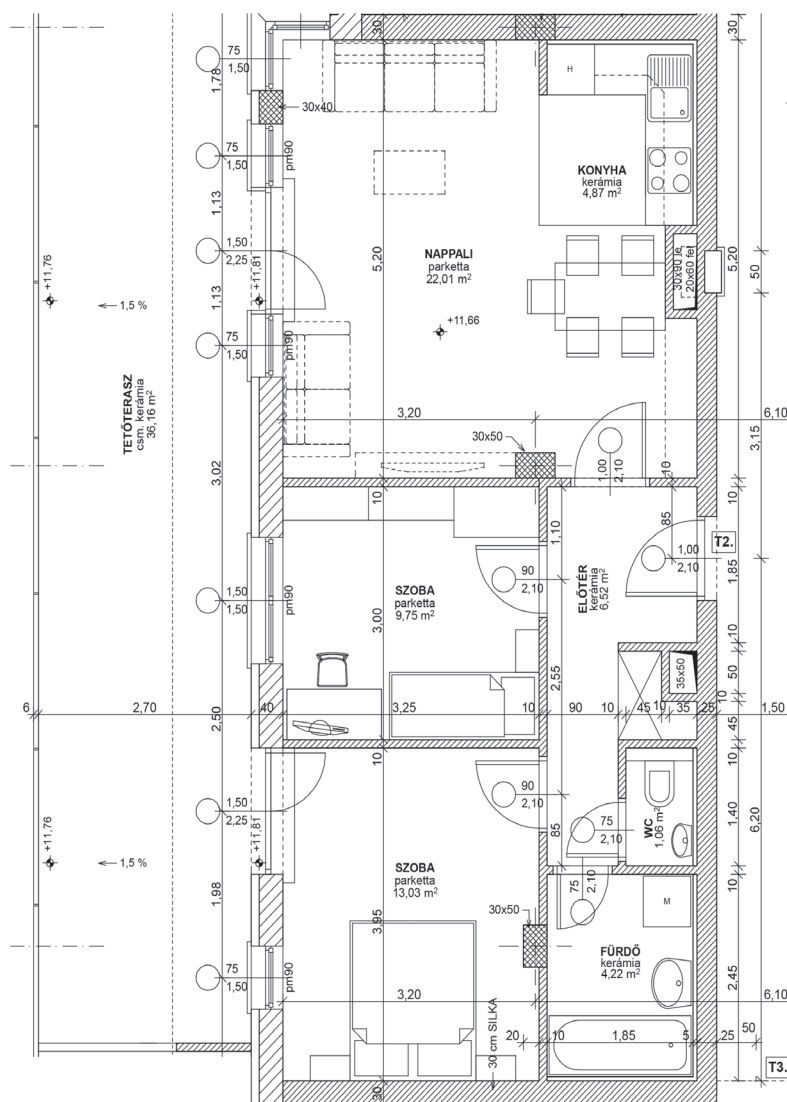 30
3,20
30
75
1,50
1,78
30x40
H
KONYHA
kerámia
4,87 m²
75
1,50
pm90
1,13
1,50
2,25
+11,81
+11,76
1,5 %
1,13
5,20
NAPPALI
parketta
22,01 m²
+11,66
30x90 le
20x60 fel
5,20
50
75
1,50
pm90
TETŐTERASZ
csm. kerámia
36,16 m²
3,02
3,20
6,10
3,15
30x50
1,00
2,10
10
10
1,10
85
10
T2.
1,00
2,10
1,85
90
2,10
ELŐTÉR
kerámia
6,52 m²
1,50
1,50
pm90
SZOBA
parketta
9,75 m²
3,00
2,55
10
35x50
50
10
6
2,70
2,50
40
3,25
10
90
10
45
10
35
25
1,50
45
10
10
1,50
2,25
+11,81
+11,76
1,5 %
90
2,10
85
75
2,10
WC
1,06 m²
1,40
6,20
SZOBA
parketta
13,03 m²
75
2,10
10
1,98
3,95
30x50
M
FÜRDŐ
kerámia
4,22 m²
2,45
75
1,50
pm90
3,20
6,10
30 cm SILKA
20
10
1,85
5
25
50
T3.
30
30